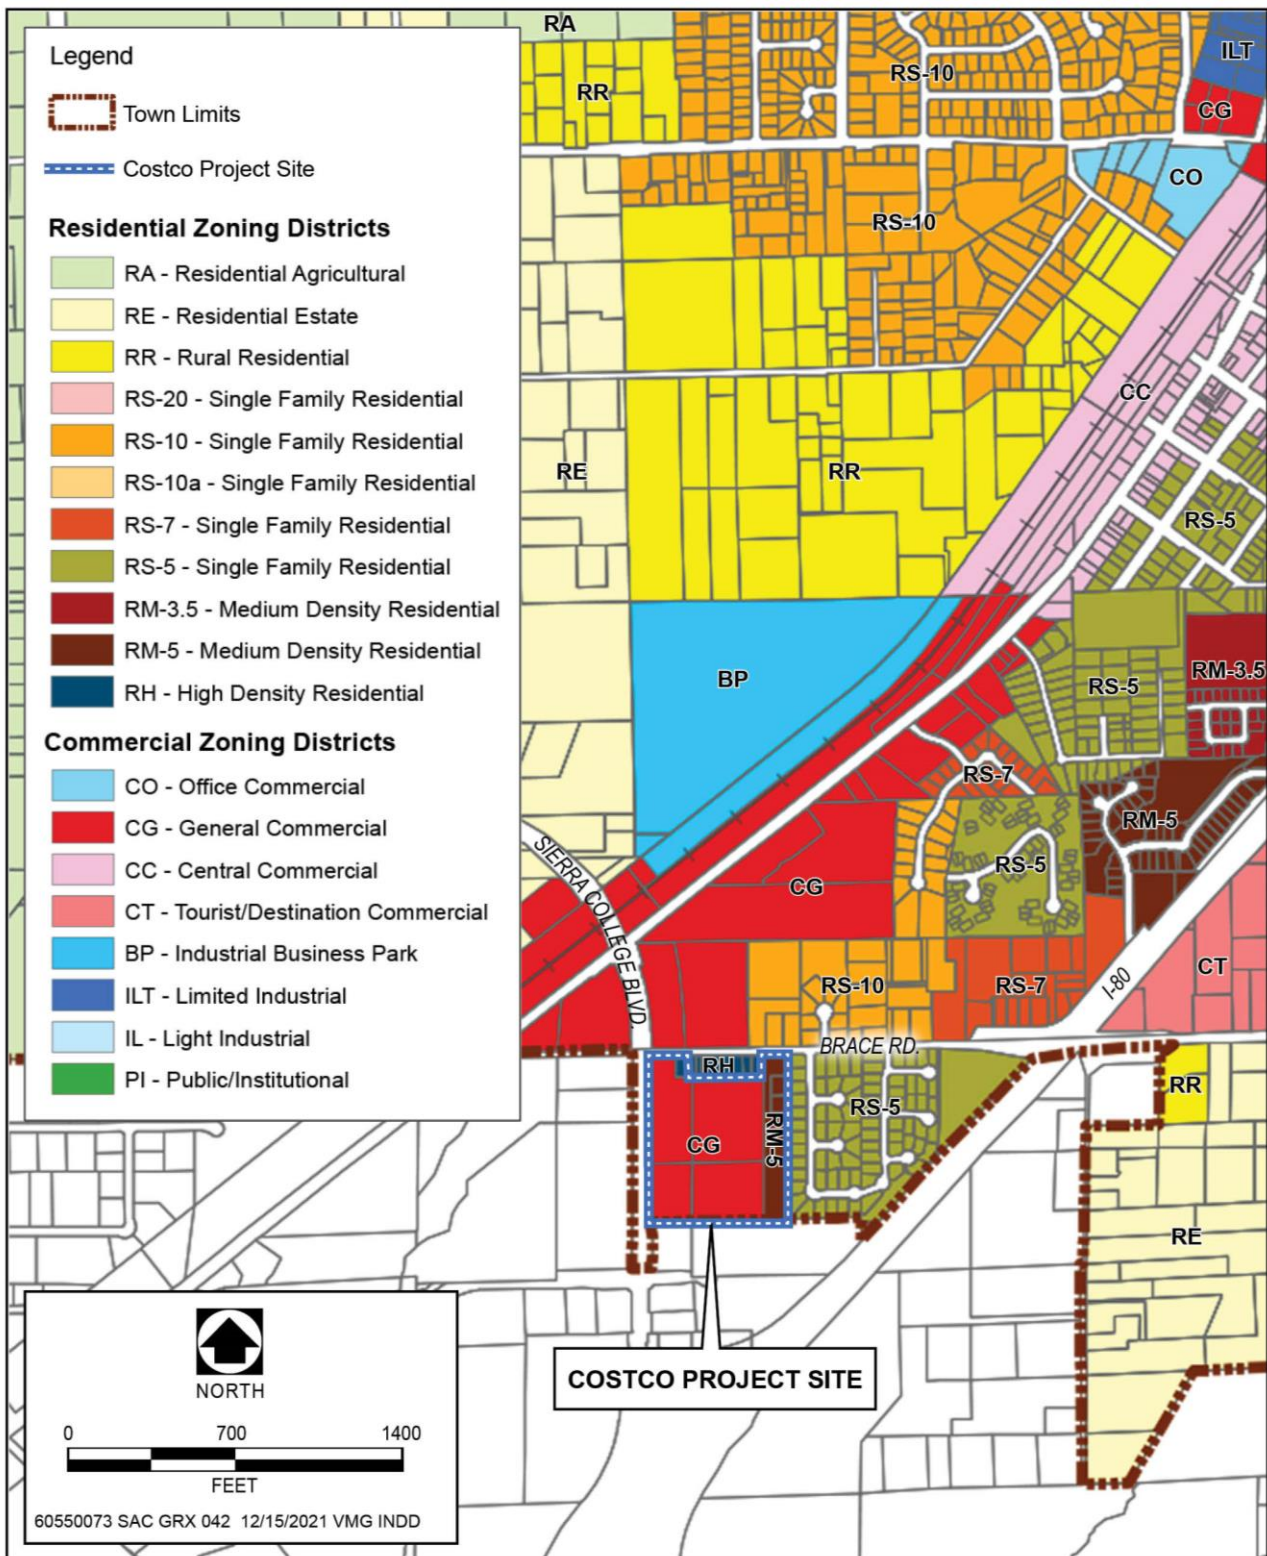 Legend
Town Limits
Costco Project Site
Residential Zoning Districts
RA - Residential Agricultural
RE - Residential Estate
RR - Rural Residential
RS-20 - Single Family Residential
RS-10 - Single Family Residential
RS-10a - Single Family Residential
RS-7 - Single Family Residential
RS-5 - Single Family Residential
RM-3.5 - Medium Density Residential
RM-5 - Medium Density Residential
RH - High Density Residential
Commercial Zoning Districts
CO - Office Commercial
CG - General Commercial
CC - Central Commercial
CT - Tourist/Destination Commercial
BP - Industrial Business Park
ILT - Limited Industrial
IL - Light Industrial
PI - Public/Institutional
RA
ILT
RS-10
RR
CG
CO
RS-10
CC
RE
RR
RS-5
BP
RS-5
RM-3.5
RS-7
RM-5
RS-5
CG
SIERRA COLLEGE BLVD.
CT
I-80
RS-10
RS-7
BRACE RD.
RH
RR
RS-5
CG
RM-5
RE
COSTCO PROJECT SITE
NORTH
0 700 1400
FEET
60550073 SAC GRX 042 12/15/2021 VMG INDD